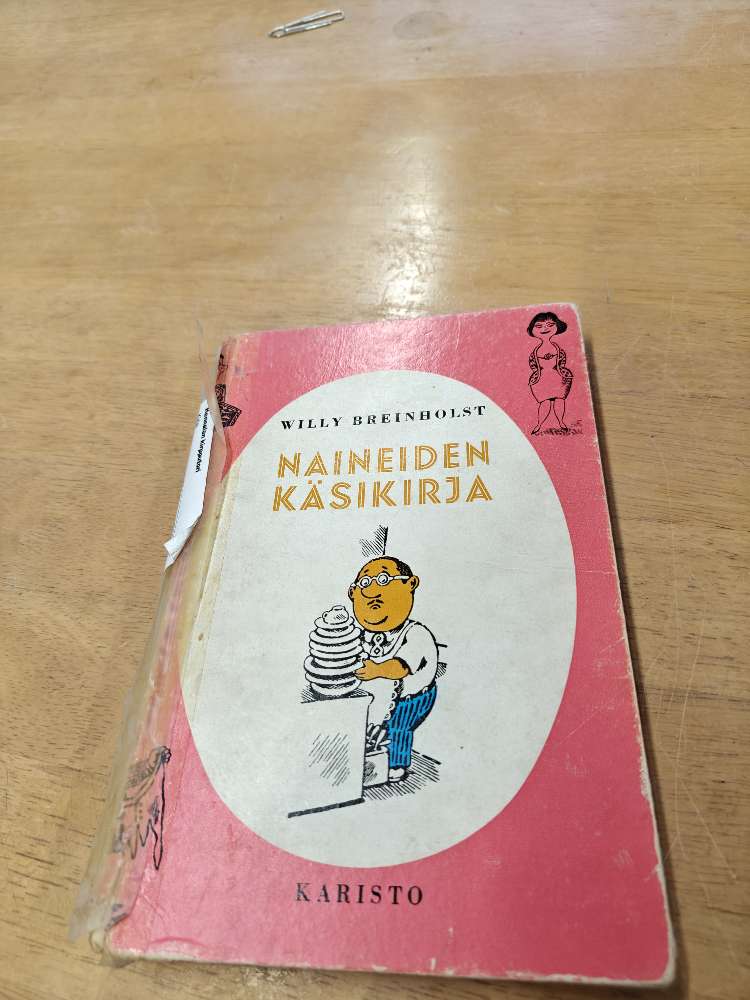 WILLY BREINHOLST
NAINEIDEN
KÄSIKIRJA
KARISTO